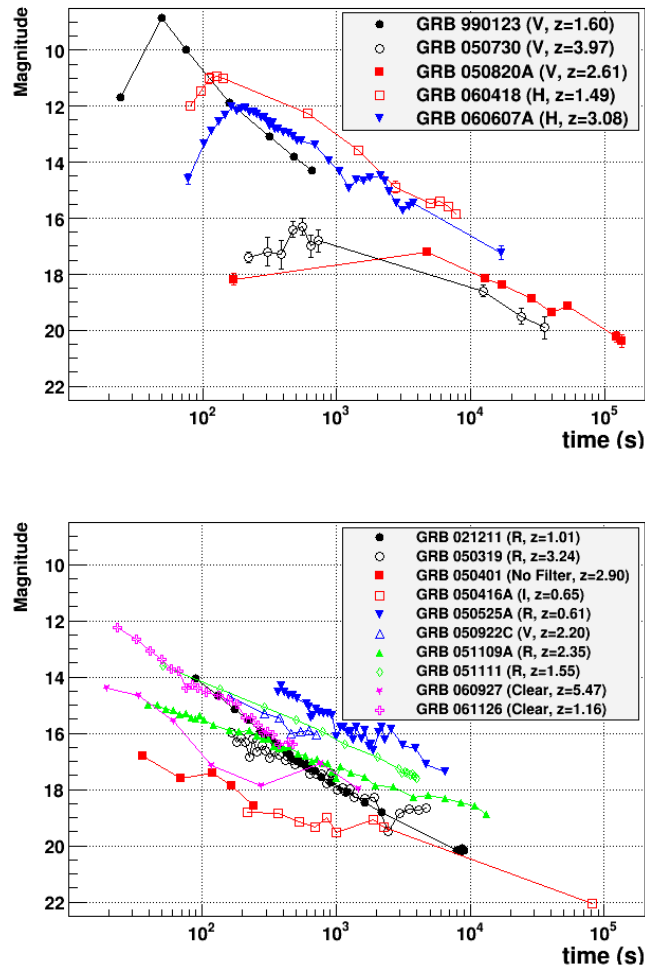 Magnitude
10
12
14
16
18
20
22
GRB 990123 (V, z=1.60)
GRB 050730 (V, z=3.97)
GRB 050820A (V, z=2.61)
GRB 060418 (H, z=1.49)
GRB 060607A (H, z=3.08)
10²
10³
10⁴
10⁵
time (s)
Magnitude
10
12
14
16
18
20
22
GRB 021211 (R, z=1.01)
GRB 050319 (R, z=3.24)
GRB 050401 (No Filter, z=2.90)
GRB 050416A (I, z=0.65)
GRB 050525A (R, z=0.61)
GRB 050922C (V, z=2.20)
GRB 051109A (R, z=2.35)
GRB 051111 (R, z=1.55)
GRB 060927 (Clear, z=5.47)
GRB 061126 (Clear, z=1.16)
10²
10³
10⁴
10⁵
time (s)